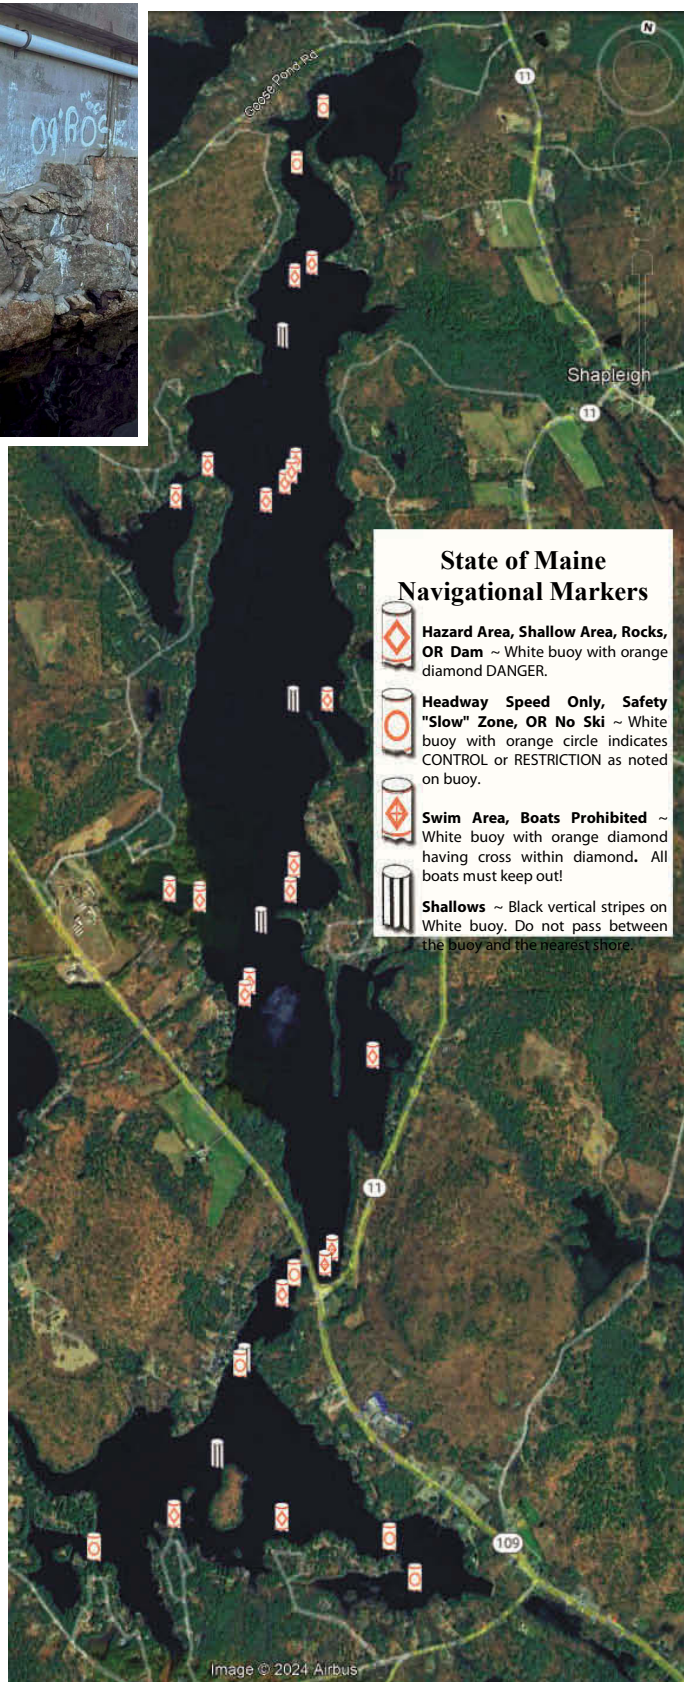 09'ROSE
Goose Pond Rd
N
11
Shapleigh
11
State of Maine
Navigational Markers
Hazard Area, Shallow Area, Rocks,
OR Dam ~ White buoy with orange
diamond DANGER.
Headway Speed Only, Safety
"Slow" Zone, OR No Ski ~ White
buoy with orange circle indicates
CONTROL or RESTRICTION as noted
on buoy.
Swim Area, Boats Prohibited ~
White buoy with orange diamond
having cross within diamond. All
boats must keep out!
Shallows ~ Black vertical stripes on
White buoy. Do not pass between
the buoy and the nearest shore.
11
109
Image © 2024 Airbus